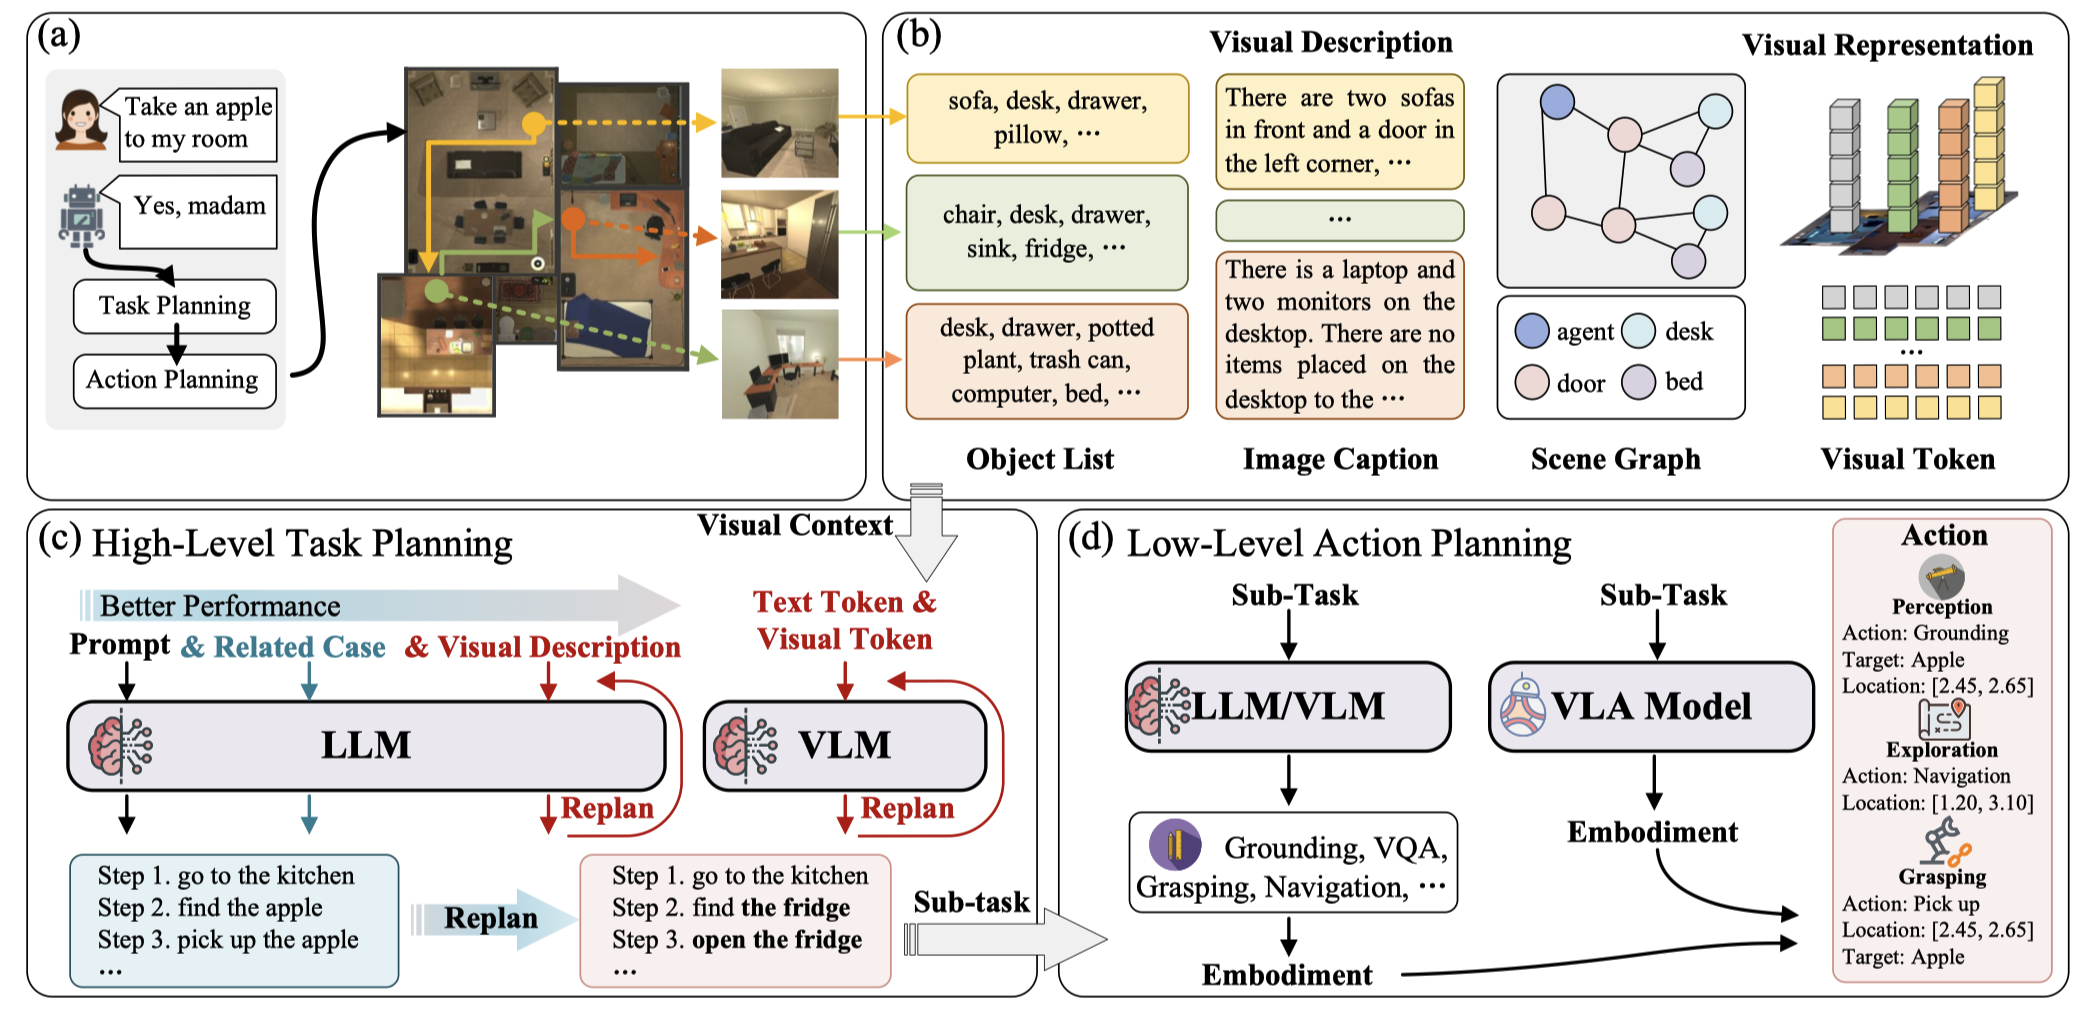 (a)
Take an apple
to my room
Yes, madam
Task Planning
Action Planning
(b)
Visual Description
Visual Representation
sofa, desk, drawer,
pillow, ···
chair, desk, drawer,
sink, fridge, ···
desk, drawer, potted
plant, trash can,
computer, bed, ···
Object List
There are two sofas
in front and a door in
the left corner, ···
···
There is a laptop and
two monitors on the
desktop. There are no
items placed on the
desktop to the ···
Image Caption
agent
desk
door
bed
Scene Graph
···
Visual Token
(c) High-Level Task Planning
Visual Context
Better Performance
Prompt & Related Case & Visual Description
Text Token &
Visual Token
LLM
VLM
Replan
Replan
Step 1. go to the kitchen
Step 2. find the apple
Step 3. pick up the apple
···
Replan
Step 1. go to the kitchen
Step 2. find the fridge
Step 3. open the fridge
···
Sub-task
(d) Low-Level Action Planning
Sub-Task
LLM/VLM
Grounding, VQA,
Grasping, Navigation, ···
Embodiment
Sub-Task
VLA Model
Embodiment
Action
Perception
Action: Grounding
Target: Apple
Location: [2.45, 2.65]
Exploration
Action: Navigation
Location: [1.20, 3.10]
Grasping
Action: Pick up
Location: [2.45, 2.65]
Target: Apple